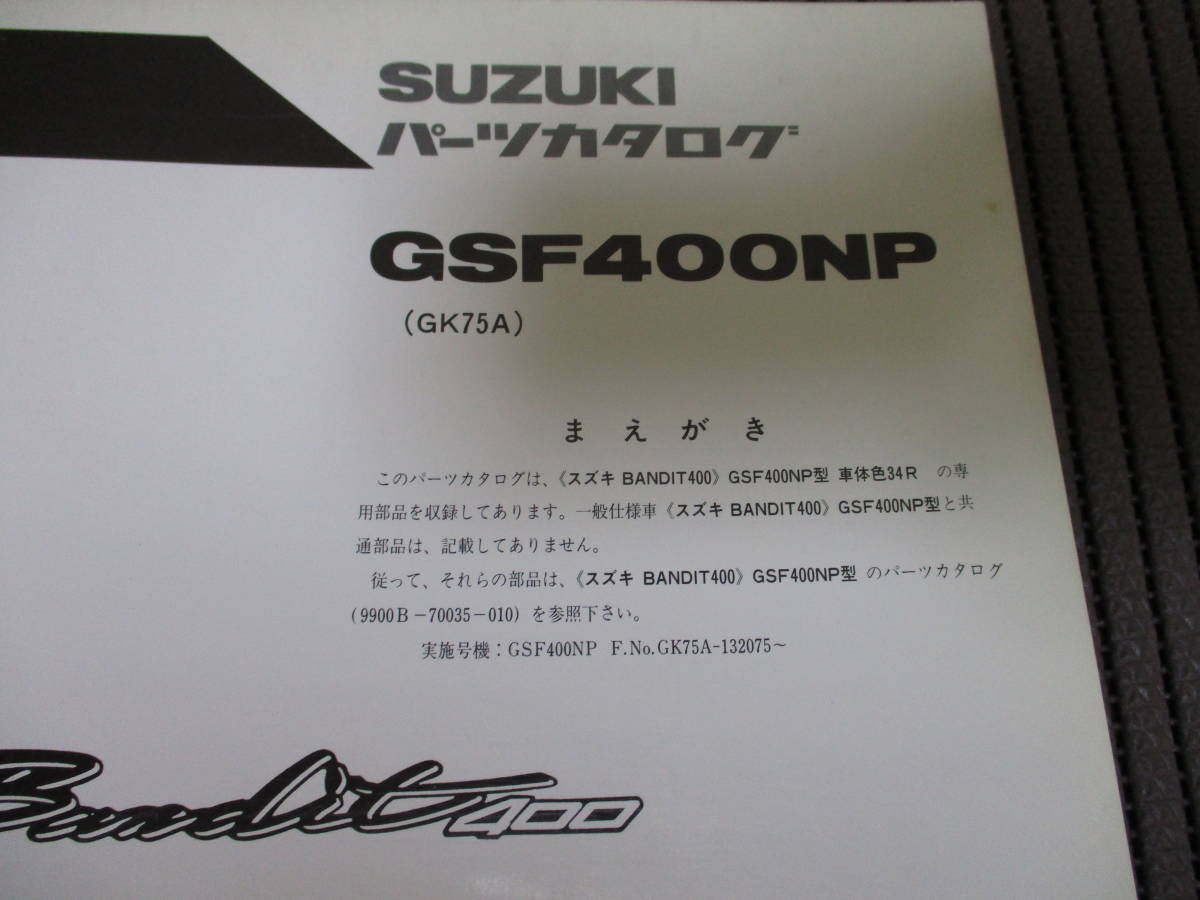 SUZUKI
パーツカタログ
GSF400NP
(GK75A)
まえがき
このパーツカタログは、《スズキ BANDIT400》GSF400NP型 車体色34R の専
用部品を収録してあります。一般仕様車《スズキ BANDIT400》GSF400NP型と共
通部品は、記載してありません。
従って、それらの部品は、《スズキ BANDIT400》GSF400NP型 のパーツカタログ
(9900B-70035-010) を参照下さい。
実施号機：GSF400NP F.No.GK75A-132075～
Bandit 400